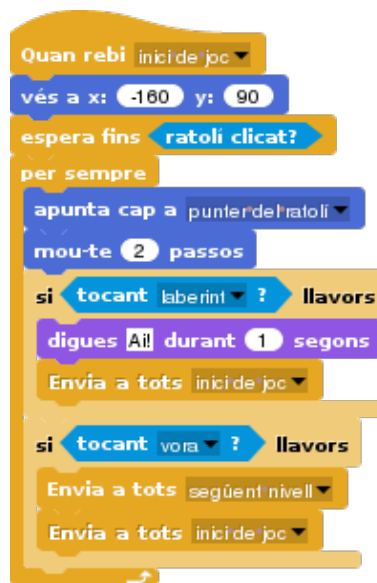 Quan rebi inici de joc
vés a x: -160 y: 90
espera fins ratolí clicat?
per sempre
apunta cap a punter del ratolí
mou-te 2 passos
si tocant laberint ? llavors
digues Ai! durant 1 segons
Envia a tots inici de joc
si tocant vora ? llavors
Envia a tots següent nivell
Envia a tots inici de joc